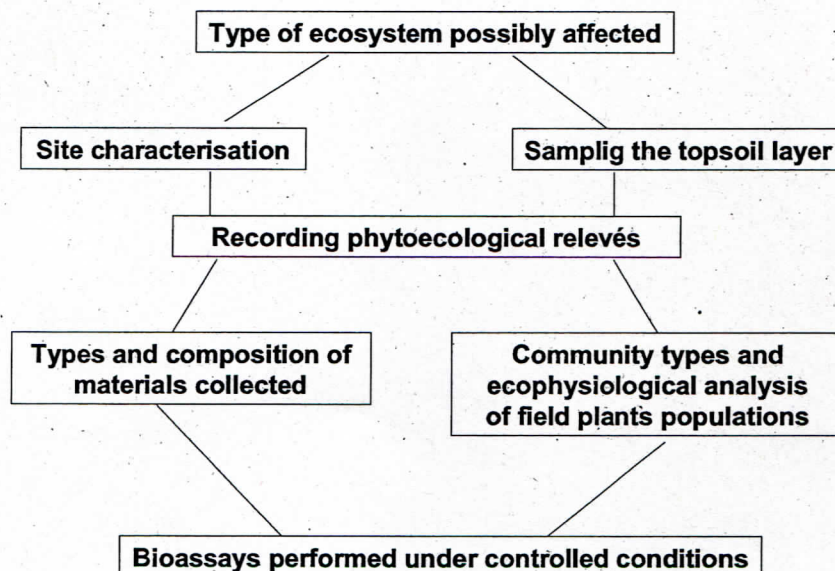 Type of ecosystem possibly affected
Site characterisation
Samplig the topsoil layer
Recording phytoecological relevés
Types and composition of
materials collected
Community types and
ecophysiological analysis
of field plants populations
Bioassays performed under controlled conditions